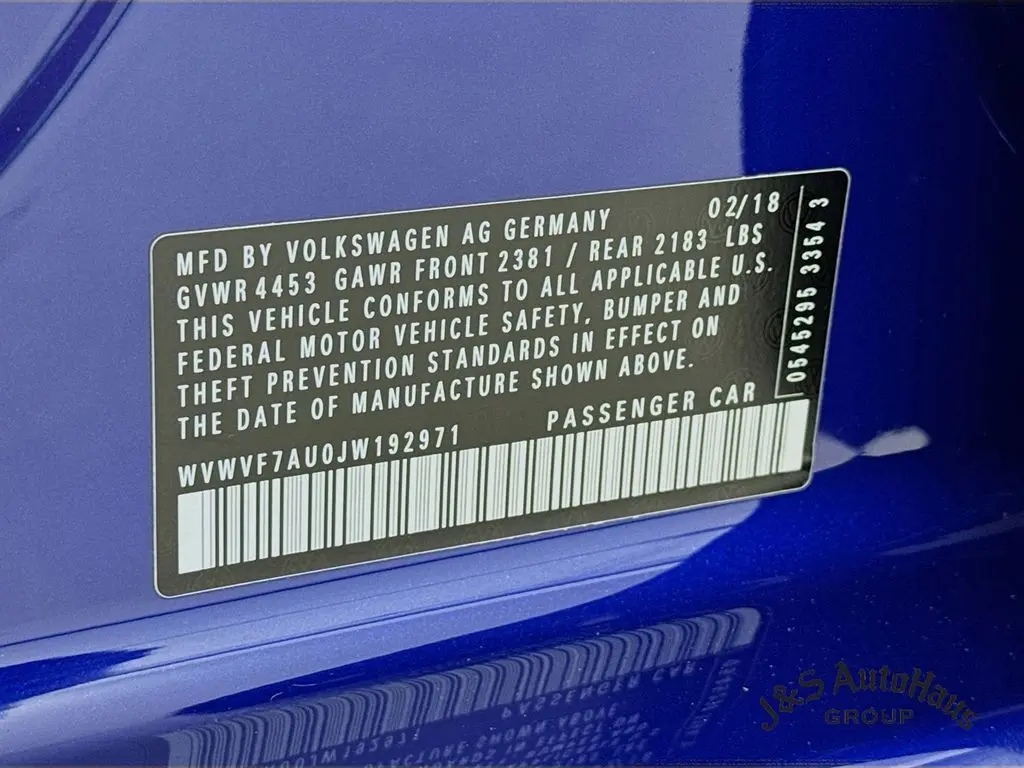 MFD BY VOLKSWAGEN AG GERMANY 02/18
GVWR 4453 GAWR FRONT 2381 / REAR 2183 LBS
THIS VEHICLE CONFORMS TO ALL APPLICABLE U.S.
FEDERAL MOTOR VEHICLE SAFETY, BUMPER AND
THEFT PREVENTION STANDARDS IN EFFECT ON
THE DATE OF MANUFACTURE SHOWN ABOVE.
WVWVF7AU0JW192971 PASSENGER CAR
0545295 3354 3
J&S AutoHaus
GROUP